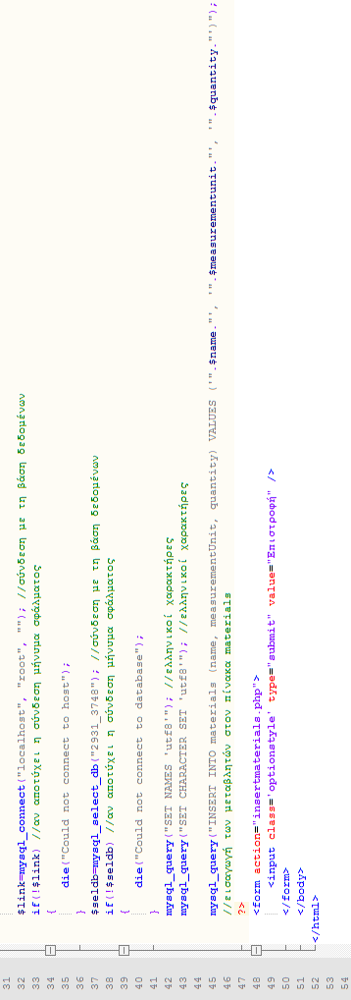 31
32 $link=mysql_connect("localhost", "root", ""); //σύνδεση με τη βάση δεδομένων
33 if(!$link) //αν αποτύχει η σύνδεση μήνυμα σφάλματος
34 {
35 die("Could not connect to host");
36 }
37 $seldb=mysql_select_db("2931_3748"); //σύνδεση με τη βάση δεδομένων
38 if(!$seldb) //αν αποτύχει η σύνδεση μήνυμα σφάλματος
39 {
40 die("Could not connect to database");
41 }
42 mysql_query("SET NAMES 'utf8'"); //ελληνικοί χαρακτήρες
43 mysql_query("SET CHARACTER SET 'utf8'"); //ελληνικοί χαρακτήρες
44
45 mysql_query("INSERT INTO materials (name, measurementUnit, quantity) VALUES ('".$name."', '".$measurementunit."', '".$quantity."')");
46 //εισαγωγή των μεταβλητών στον πίνακα materials
47 ?>
48 <form action="insertmaterials.php">
49 <input class='optionstyle' type="submit" value="Επιστροφή" />
50 </form>
51 </body>
52 </html>
53
54